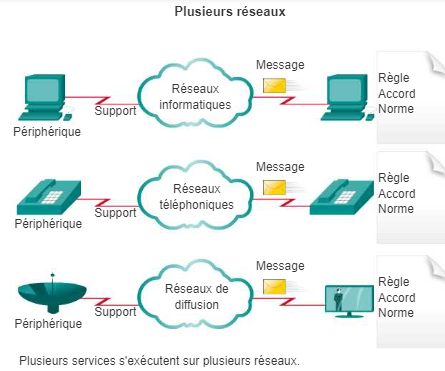 Plusieurs réseaux
Message
Réseaux
informatiques
Règle
Accord
Norme
Support
Périphérique
Message
Réseaux
téléphoniques
Règle
Accord
Norme
Support
Périphérique
Message
Réseaux de
diffusion
Règle
Accord
Norme
Support
Périphérique
Plusieurs services s'exécutent sur plusieurs réseaux.